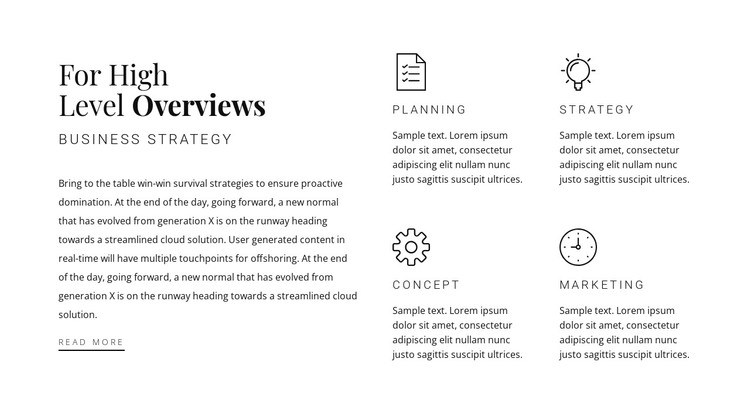 For High
Level Overviews
BUSINESS STRATEGY
Bring to the table win-win survival strategies to ensure proactive
domination. At the end of the day, going forward, a new normal
that has evolved from generation X is on the runway heading
towards a streamlined cloud solution. User generated content in
real-time will have multiple touchpoints for offshoring. At the end
of the day, going forward, a new normal that has evolved from
generation X is on the runway heading towards a streamlined cloud
solution.
READ MORE
PLANNING
Sample text. Lorem ipsum
dolor sit amet, consectetur
adipiscing elit nullam nunc
justo sagittis suscipit ultrices.
STRATEGY
Sample text. Lorem ipsum
dolor sit amet, consectetur
adipiscing elit nullam nunc
justo sagittis suscipit ultrices.
CONCEPT
Sample text. Lorem ipsum
dolor sit amet, consectetur
adipiscing elit nullam nunc
justo sagittis suscipit ultrices.
MARKETING
Sample text. Lorem ipsum
dolor sit amet, consectetur
adipiscing elit nullam nunc
justo sagittis suscipit ultrices.